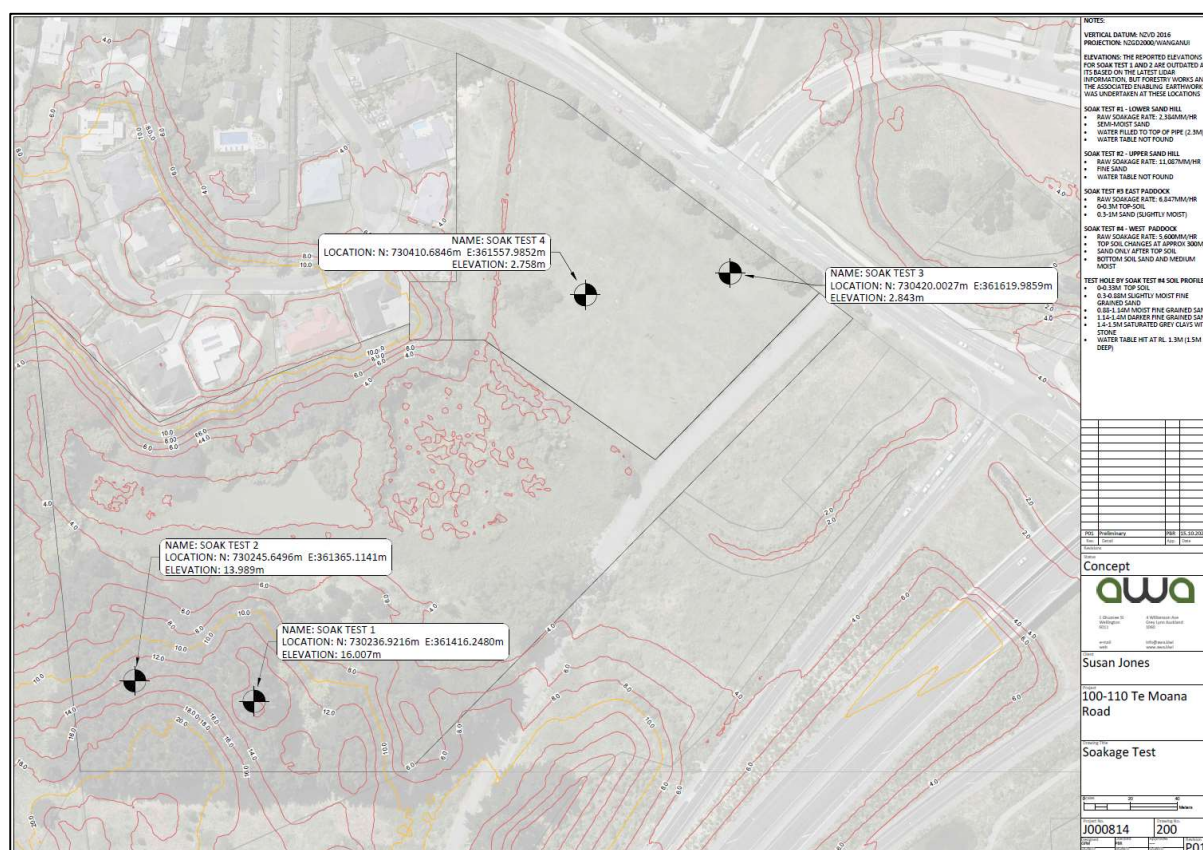 NOTES:
VERTICAL DATUM: NZVD 2016
PROJECTION: NZGD2000/WANGANUI
ELEVATIONS: THE REPORTED ELEVATIONS
FOR SOAK TEST 1 AND 2 ARE OUTDATED A
ITS BASED ON THE LATEST LIDAR
INFORMATION, BUT FORESTRY WORKS AN
THE ASSOCIATED ENABLING EARTHWORK
WAS UNDERTAKEN AT THESE LOCATIONS
SOAK TEST #1 - LOWER SAND HILL
• RAW SOAKAGE RATE: 2,384MM/HR
• SEMI-MOIST SAND
• WATER FILLED TO TOP OF PIPE (2.3M)
• WATER TABLE NOT FOUND
SOAK TEST #2 - UPPER SAND HILL
• RAW SOAKAGE RATE: 11,087MM/HR
• FINE SAND
• WATER TABLE NOT FOUND
SOAK TEST #3 EAST PADDOCK
• RAW SOAKAGE RATE: 6,847MM/HR
• 0-0.3M TOP-SOIL
• 0.3-1M SAND (SLIGHTLY MOIST)
SOAK TEST #4 - WEST PADDOCK
• RAW SOAKAGE RATE: 5,600MM/HR
• TOP SOIL CHANGES AT APPROX 300M
• SAND ONLY AFTER TOP SOIL
• BOTTOM SOIL SAND AND MEDIUM
MOIST
TEST HOLE BY SOAK TEST #4 SOIL PROFILE
• 0-0.33M TOP SOIL
• 0.3-0.88M SLIGHTLY MOIST FINE
GRAINED SAND
• 0.88-1.14M MOIST FINE GRAINED SAN
• 1.14-1.4M DARKER FINE GRAINED SAN
• 1.4-1.5M SATURATED GREY CLAYS WIT
STONE
• WATER TABLE HIT AT RL 1.3M (1.5M
DEEP)
NAME: SOAK TEST 4
LOCATION: N: 730410.6846m E:361557.9852m
ELEVATION: 2.758m
NAME: SOAK TEST 3
LOCATION: N: 730420.0027m E:361619.9859m
ELEVATION: 2.843m
NAME: SOAK TEST 2
LOCATION: N: 730245.6496m E:361365.1141m
ELEVATION: 13.989m
NAME: SOAK TEST 1
LOCATION: N: 730236.9216m E:361416.2480m
ELEVATION: 16.007m
P01 Preliminary PBR 15.10.202
Concept
awa
Susan Jones
100-110 Te Moana
Road
Soakage Test
J000814
200
P01